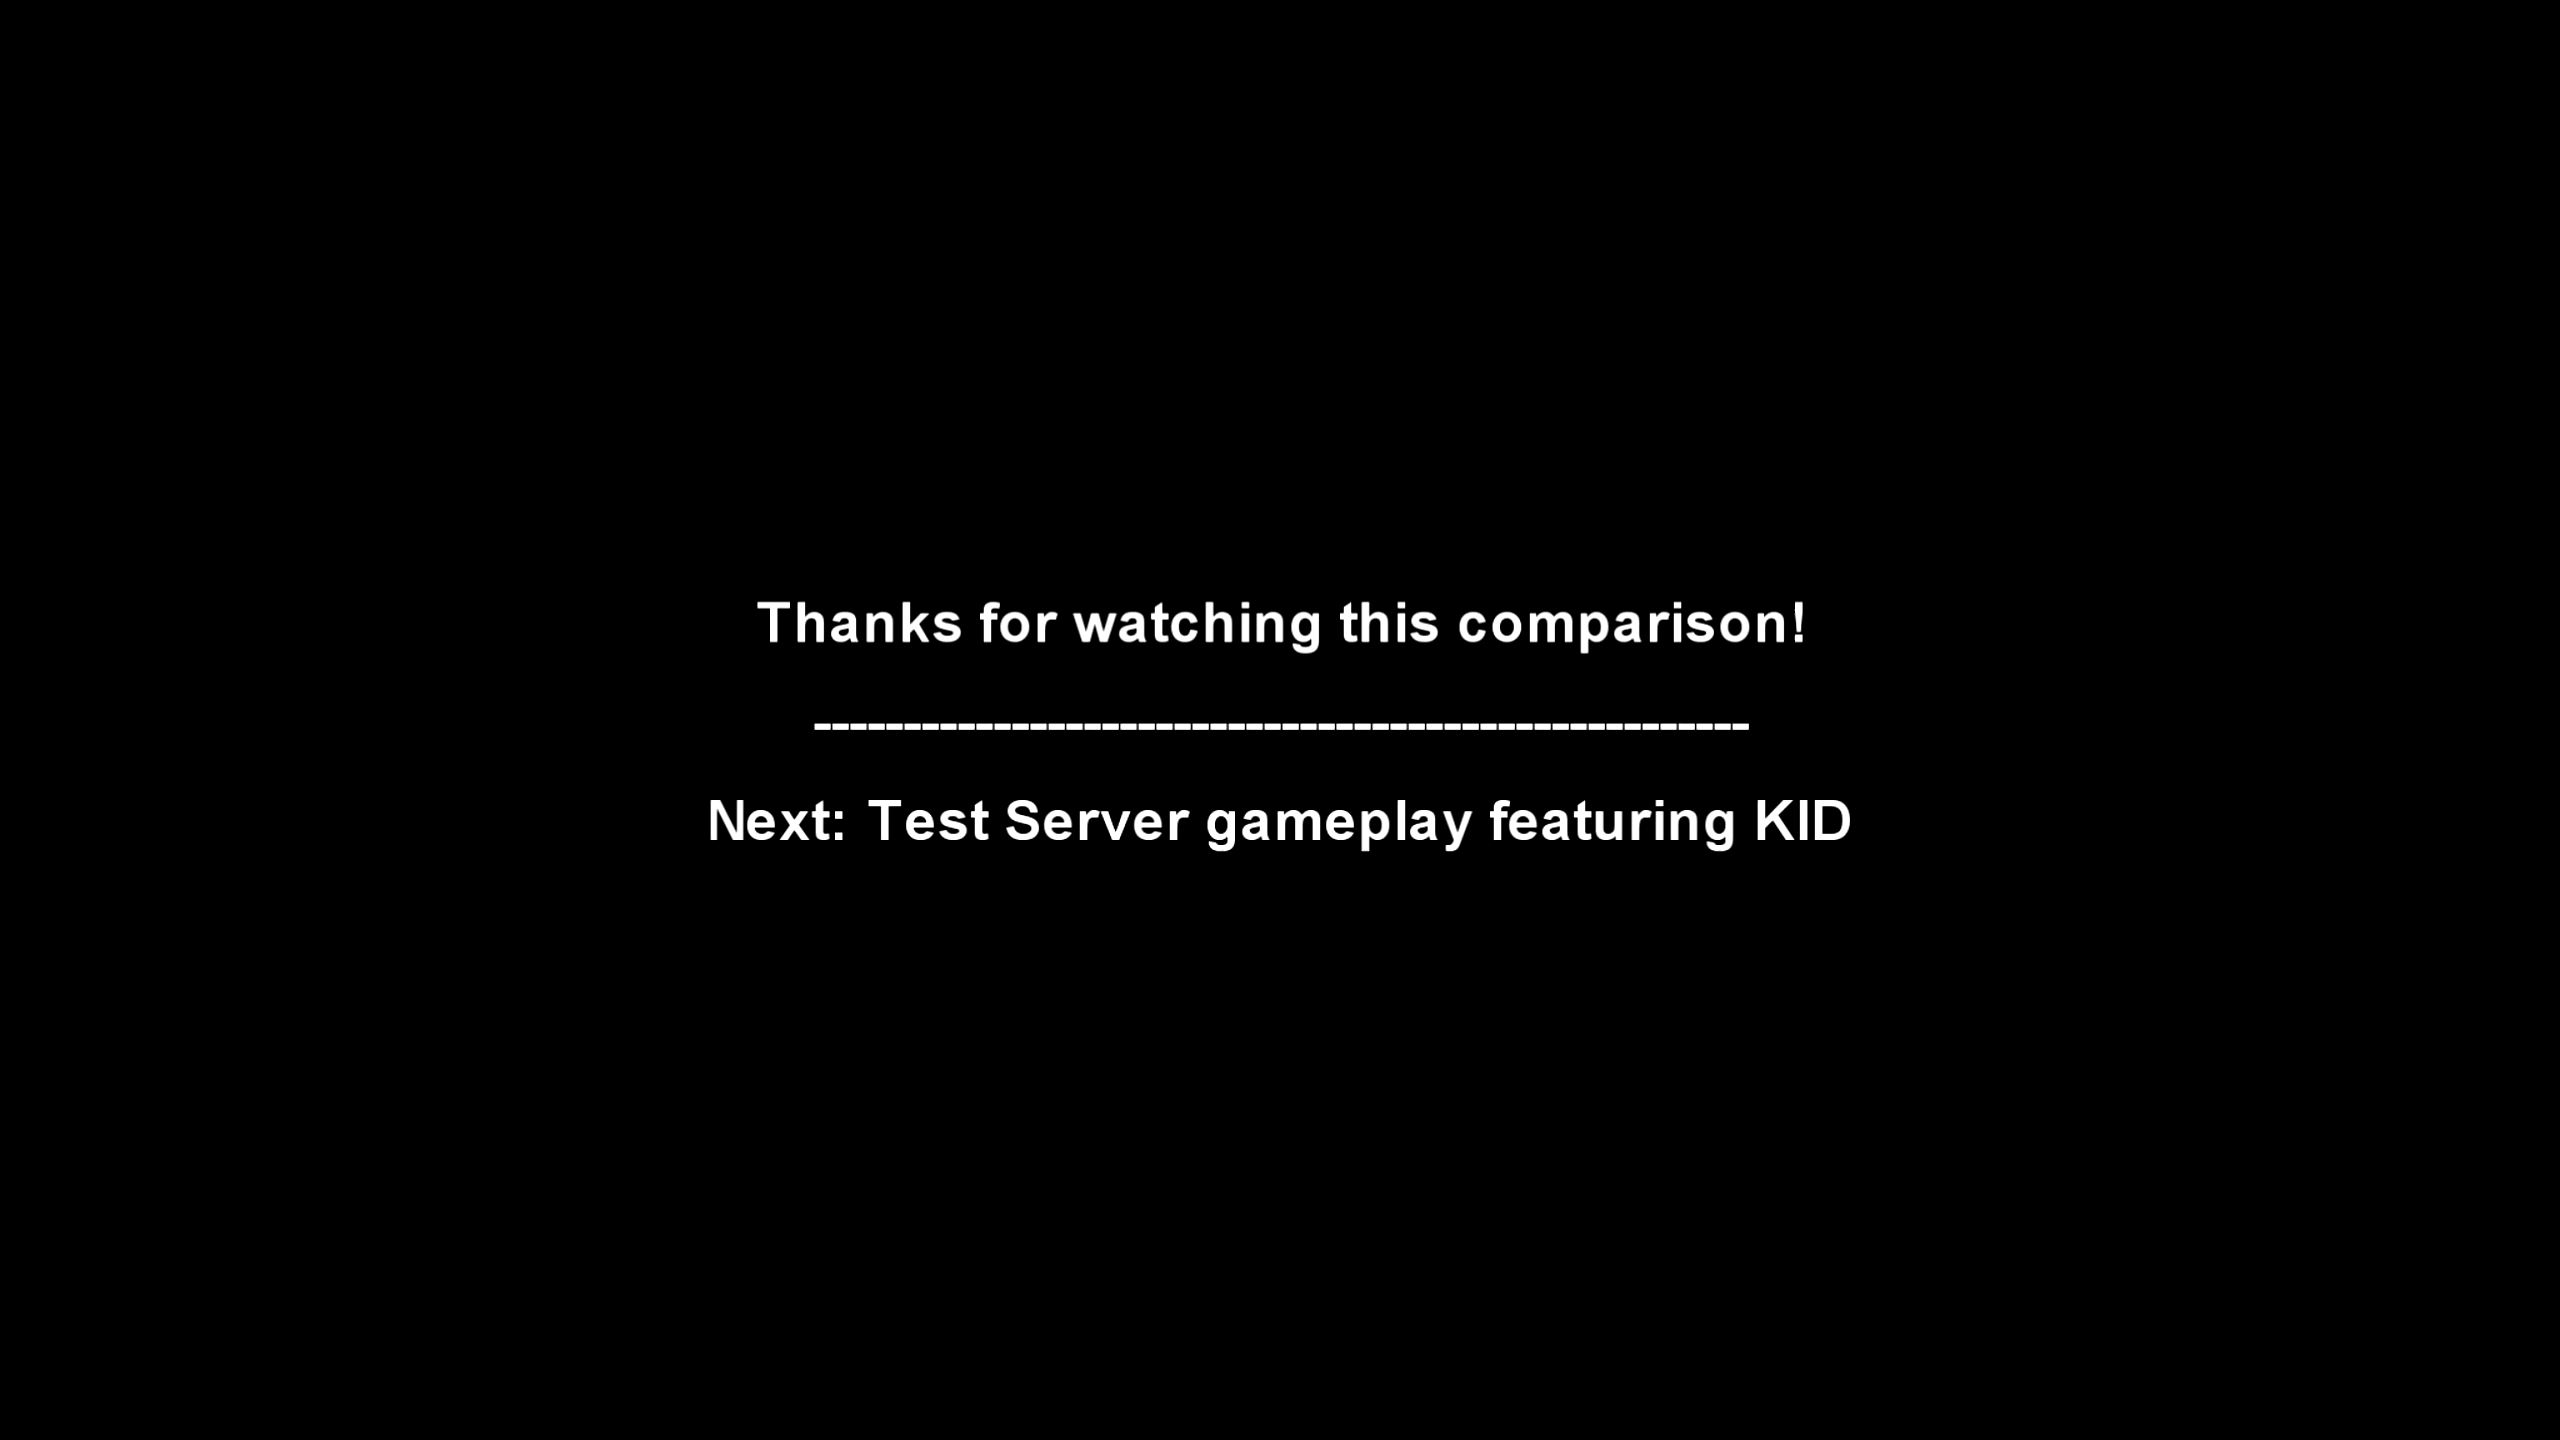 Thanks for watching this comparison!
----------------------------------------------------
Next: Test Server gameplay featuring KID